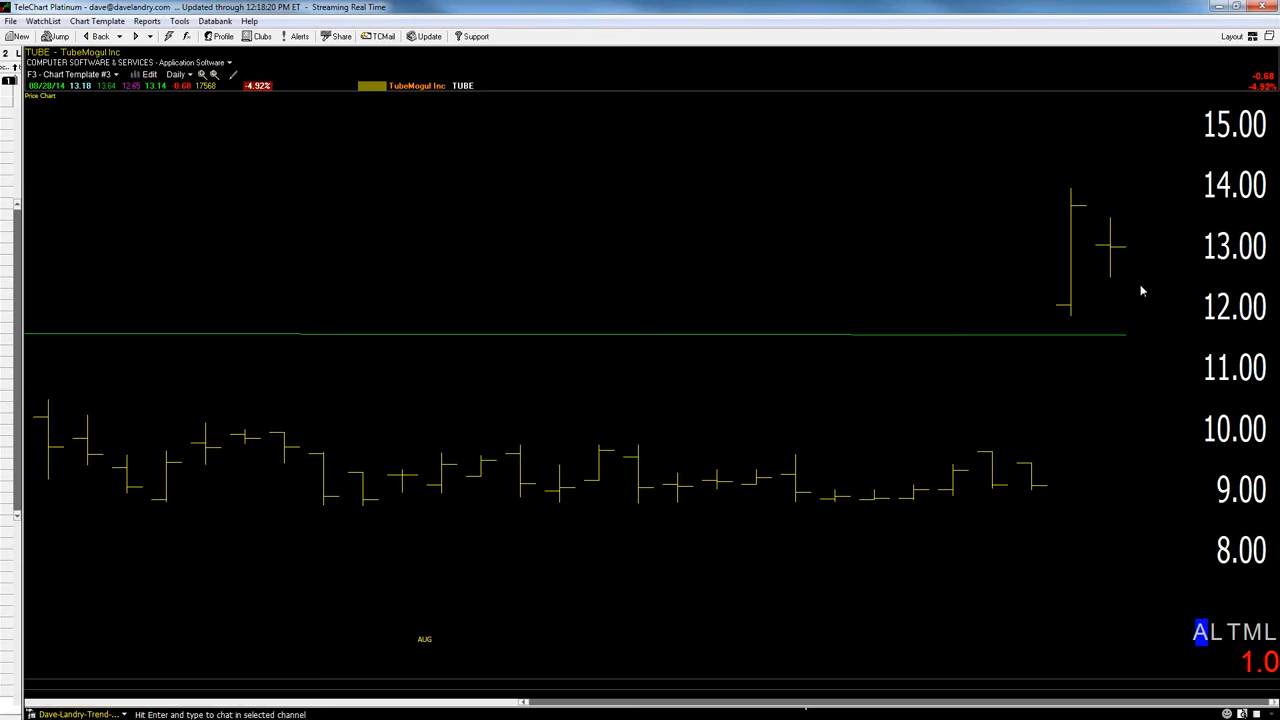 TeleChart Platinum - dave@davelandry.com ... Updated through 12:18:20 PM ET - Streaming Real Time
File WatchList Chart Template Reports Tools Databank Help
New Jump Back Profile Clubs Alerts Share TCMail Update Support Layout
2 L
TUBE - TubeMogul Inc
COMPUTER SOFTWARE & SERVICES - Application Software
F3 - Chart Template #3 Edit Daily
1
-0.68
08/28/14 13.18 13.64 12.65 13.14 -0.68 17568 -4.92% TubeMogul Inc TUBE -4.92%
Price Chart
15.00
14.00
13.00
12.00
11.00
10.00
9.00
8.00
AUG
ALTML
1.0
Dave-Landry-Trend-... Hit Enter and type to chat in selected channel